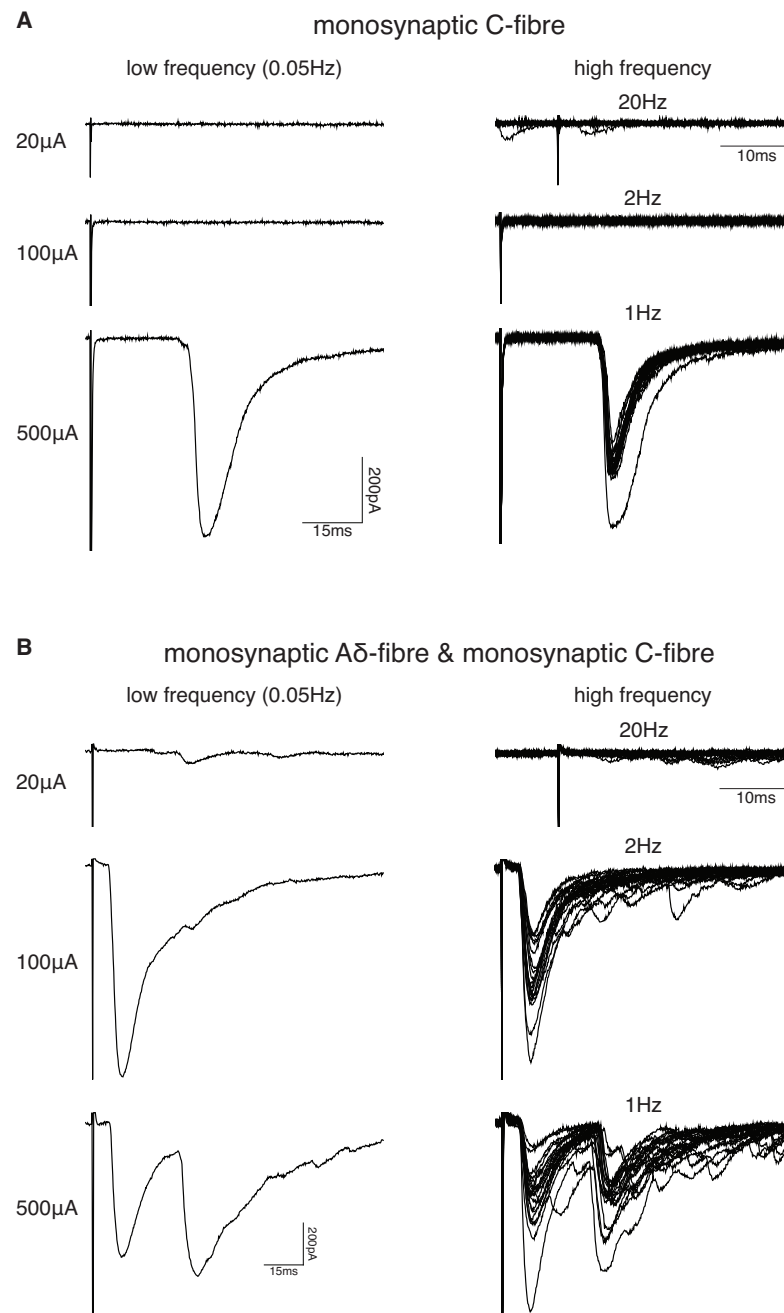 A
monosynaptic C-fibre
low frequency (0.05Hz)
high frequency
20µA
20Hz
10ms
100µA
2Hz
500µA
1Hz
200pA
15ms
B
monosynaptic Aδ-fibre & monosynaptic C-fibre
low frequency (0.05Hz)
high frequency
20µA
20Hz
10ms
100µA
2Hz
500µA
1Hz
200pA
15ms